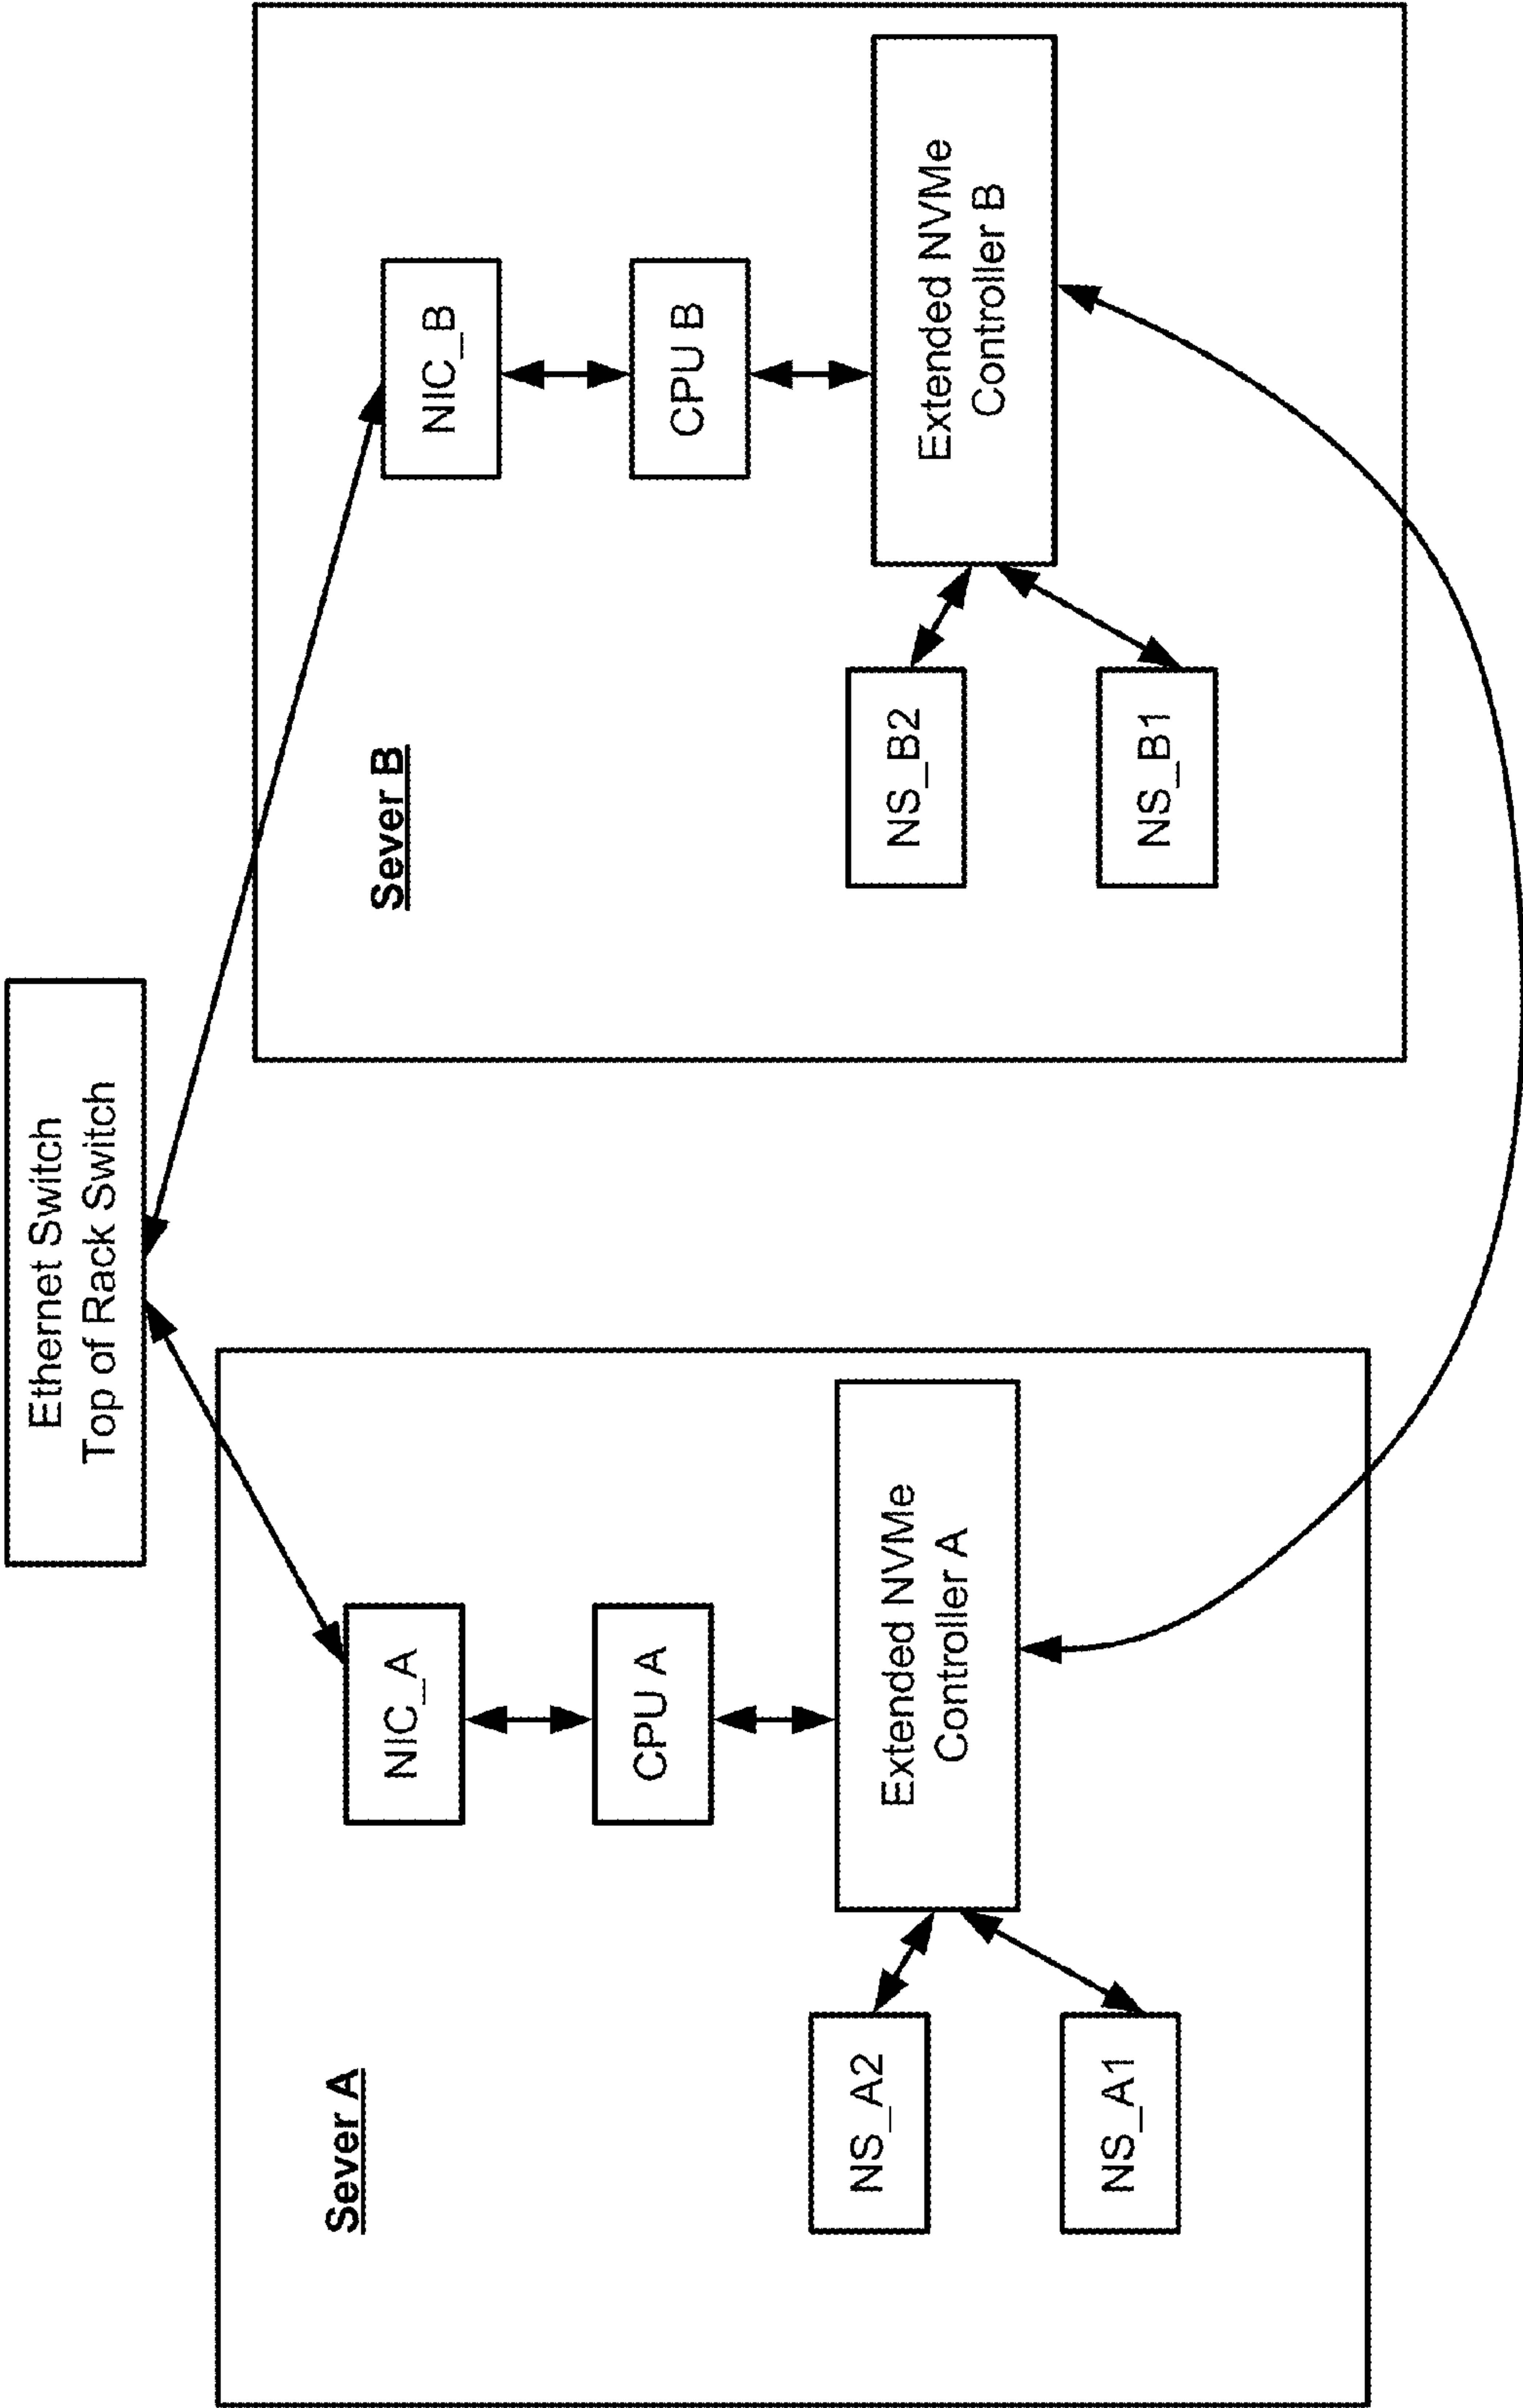 Ethernet Switch
Top of Rack Switch
Sever A
NIC_A
CPU A
Extended NVMe
Controller A
NS_A2
NS_A1
Sever B
NIC_B
CPU B
Extended NVMe
Controller B
NS_B2
NS_B1